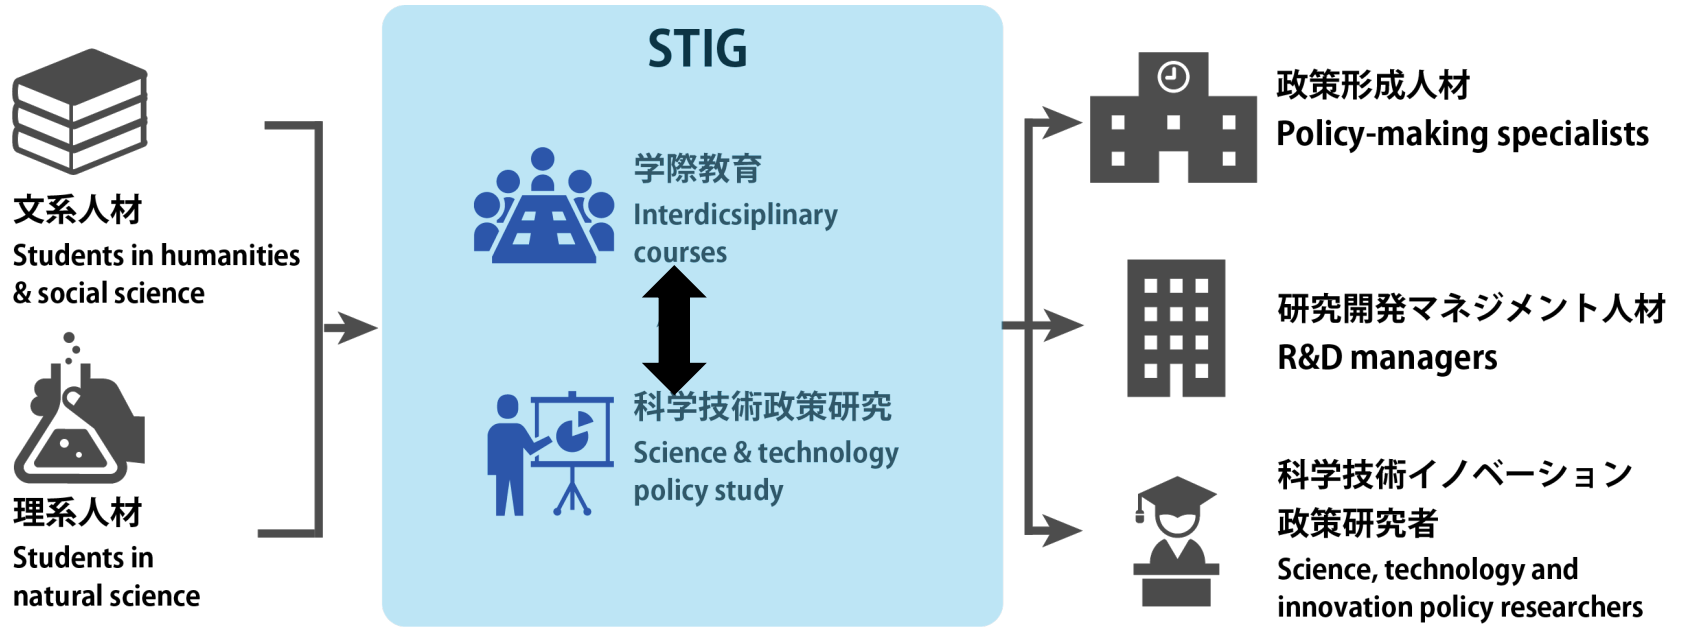 文系人材
Students in humanities
& social science
理系人材
Students in
natural science
STIG
学際教育
Interdicsiplinary
courses
科学技術政策研究
Science & technology
policy study
政策形成人材
Policy-making specialists
研究開発マネジメント人材
R&D managers
科学技術イノベーション
政策研究者
Science, technology and
innovation policy researchers